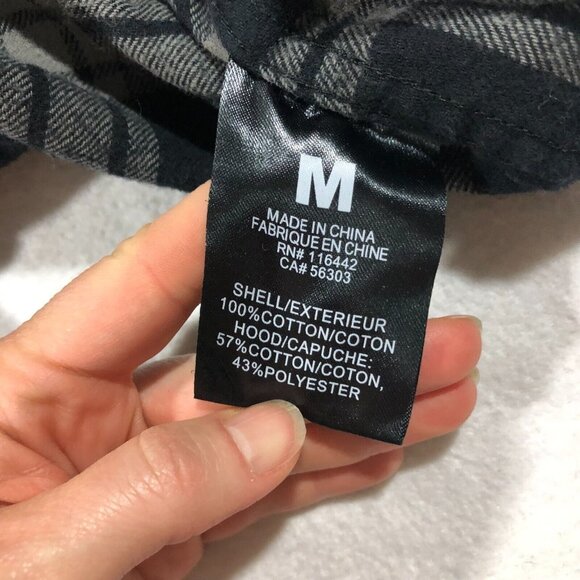 M
MADE IN CHINA
FABRIQUE EN CHINE
RN# 116442
CA# 56303
SHELL/EXTERIEUR
100%COTTON/COTON
HOOD/CAPUCHE:
57%COTTON/COTON,
43%POLYESTER